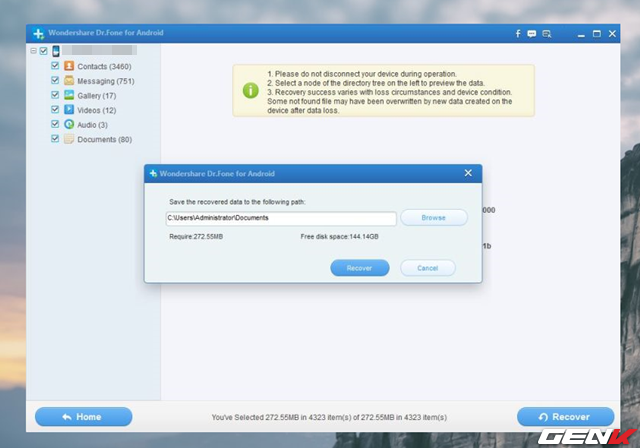 Wondershare Dr.Fone for Android
Contacts (3460)
Messaging (751)
Gallery (17)
Videos (12)
Audio (3)
Documents (80)
1. Please do not disconnect your device during operation.
2. Select a node of the directory tree on the left to preview the data.
3. Recovery success varies with loss circumstances and device condition.
Some not found file may have been overwritten by new data created on the
device after data loss.
Wondershare Dr.Fone for Android
Save the recovered data to the following path:
C:\Users\Administrator\Documents
Browse
Require:272.55MB Free disk space:144.14GB
Recover Cancel
000
1b
Home
You've Selected 272.55MB in 4323 item(s) of 272.55MB in 4323 item(s)
Recover
GENK